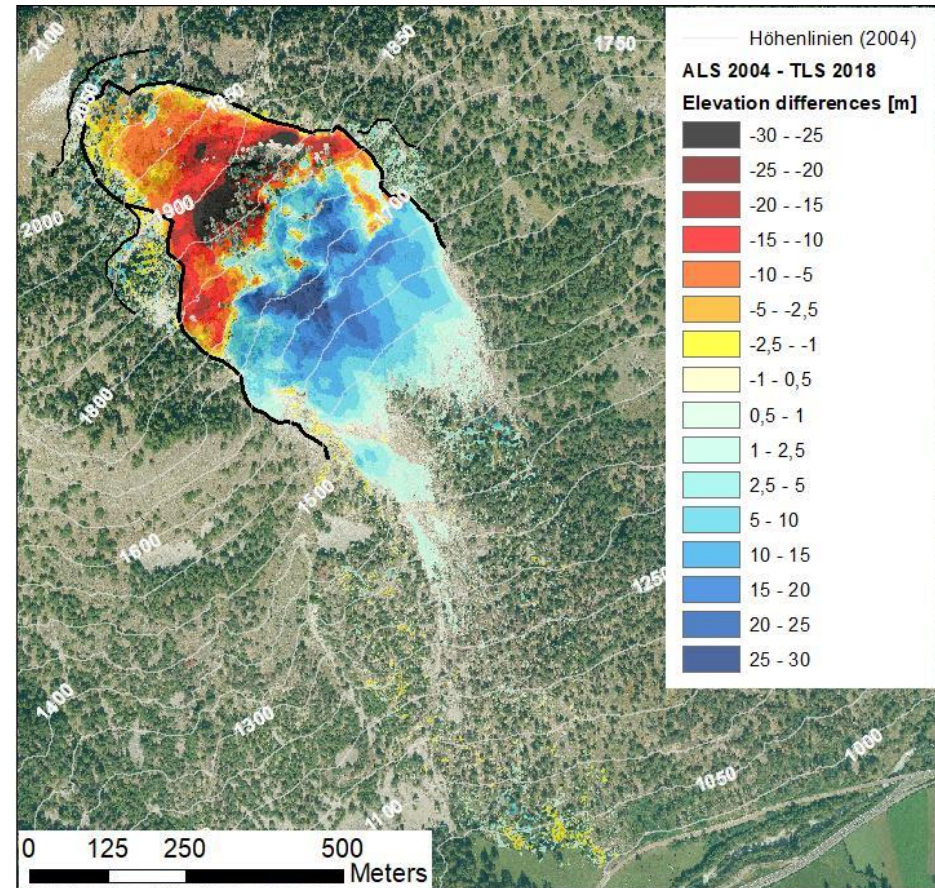 Höhenlinien (2004)
ALS 2004 - TLS 2018
Elevation differences [m]
-30 - -25
-25 - -20
-20 - -15
-15 - -10
-10 - -5
-5 - -2,5
-2,5 - -1
-1 - 0,5
0,5 - 1
1 - 2,5
2,5 - 5
5 - 10
10 - 15
15 - 20
20 - 25
25 - 30
2100
1850
1750
1950
2050
2000
1900
1700
1800
1500
1600
1250
1400
1300
1000
1050
1100
0 125 250 500
Meters